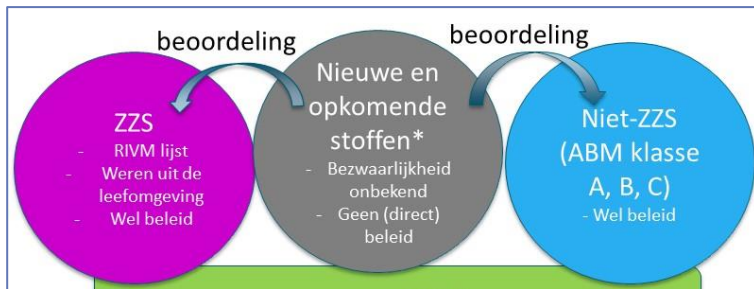 beoordeling
beoordeling
ZZS
- RIVM lijst
- Weren uit de
leefomgeving
- Wel beleid
Nieuwe en
opkomende
stoffen*
- Bezwaarlijkheid
onbekend
- Geen (direct)
beleid
Niet-ZZS
(ABM klasse
A, B, C)
- Wel beleid